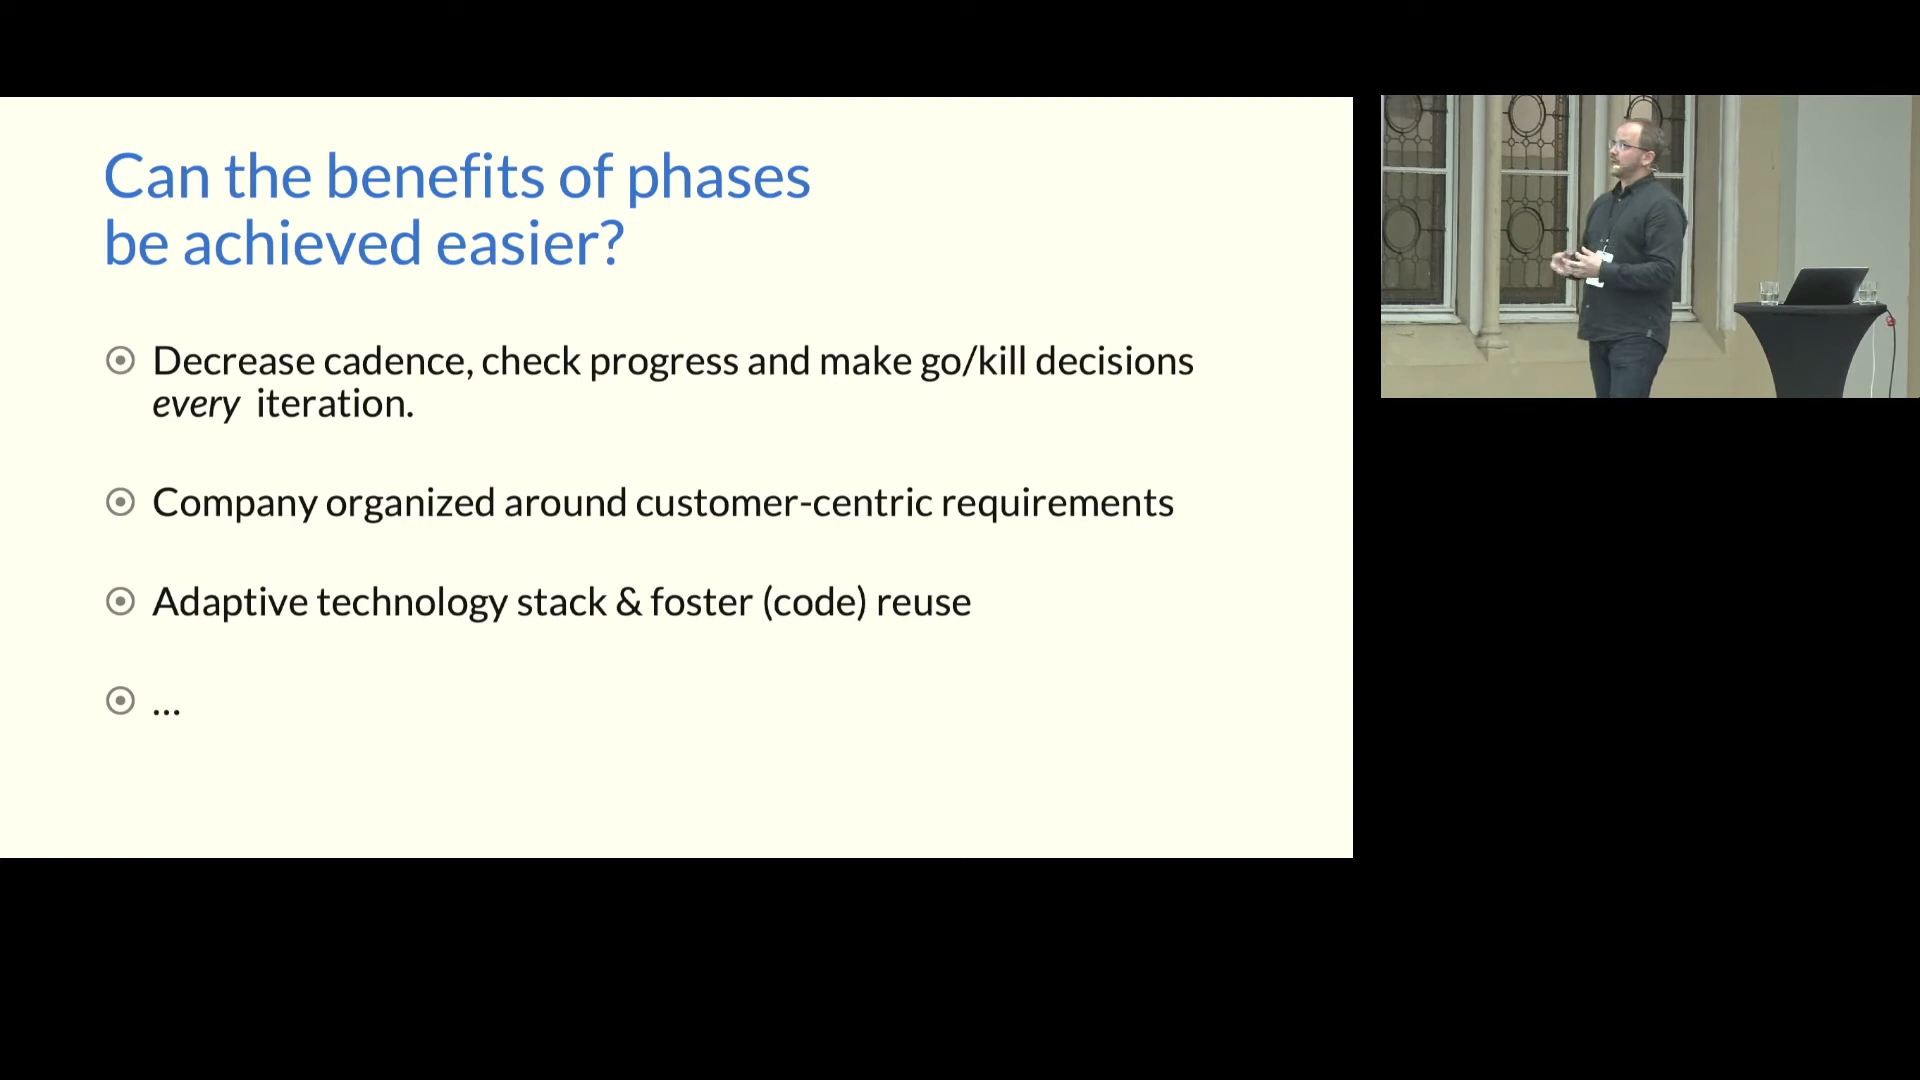 Can the benefits of phases
be achieved easier?
Decrease cadence, check progress and make go/kill decisions
every iteration.
Company organized around customer-centric requirements
Adaptive technology stack & foster (code) reuse
...